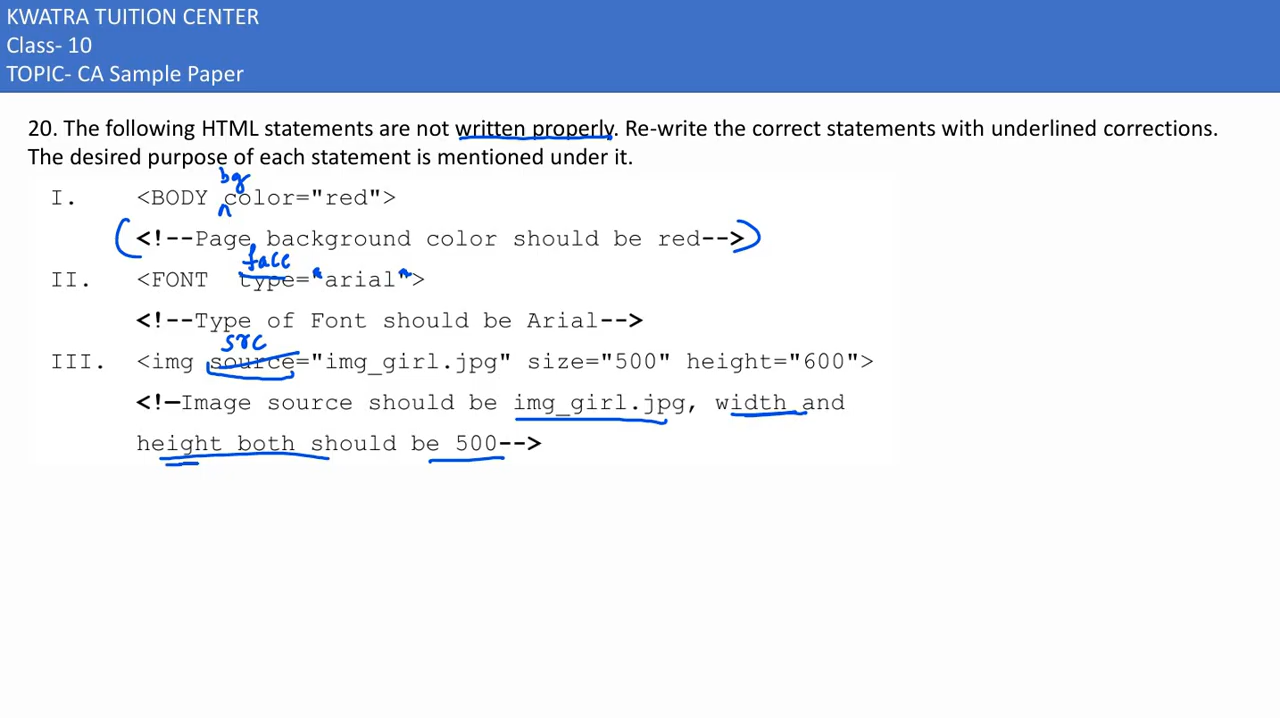 KWATRA TUITION CENTER
Class- 10
TOPIC- CA Sample Paper
20. The following HTML statements are not written properly. Re-write the correct statements with underlined corrections.
The desired purpose of each statement is mentioned under it.
bg
I. <BODY color="red">
(<!--Page background color should be red-->)
face
II. <FONT type="arial">
<!--Type of Font should be Arial-->
src
III. <img source="img_girl.jpg" size="500" height="600">
<!—Image source should be img_girl.jpg, width and
height both should be 500-->